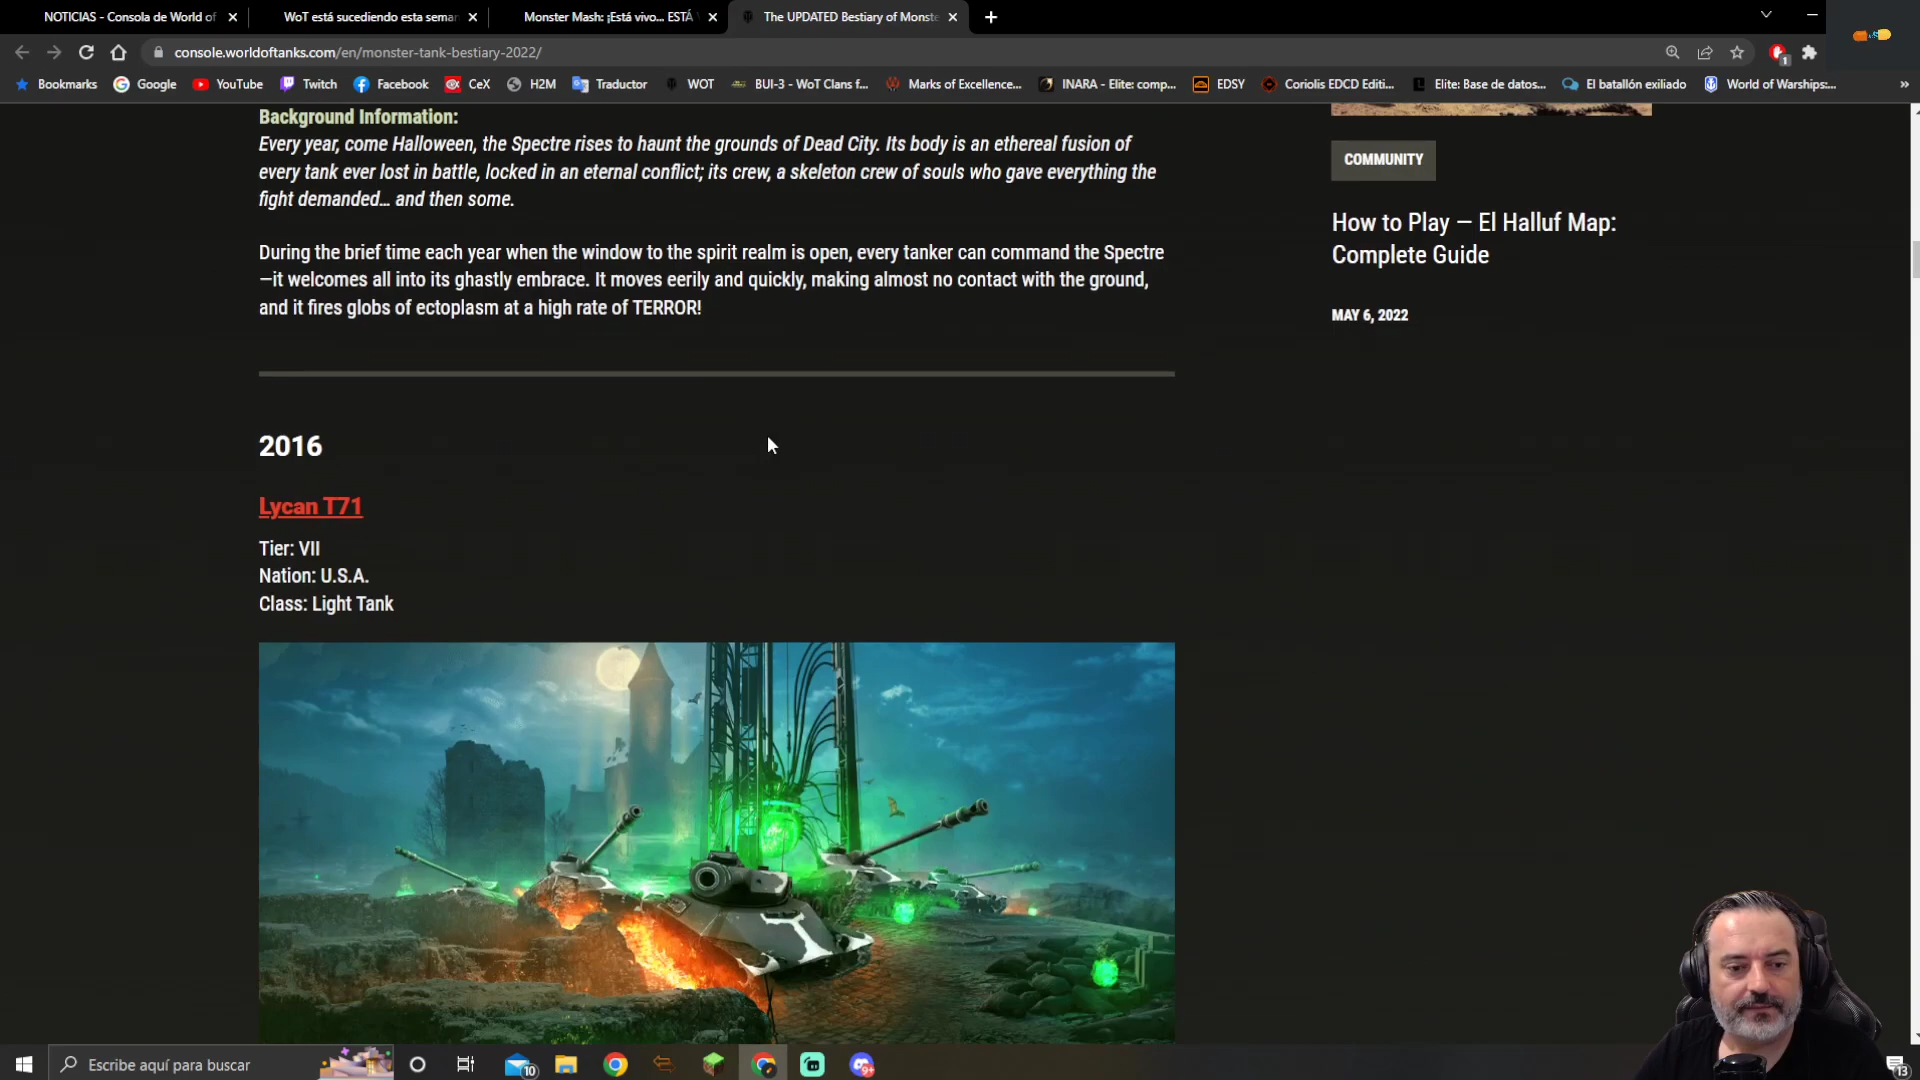 NOTICIAS - Consola de World of
WoT está sucediendo esta sema
Monster Mash: ¡Está vivo... ESTÁ
The UPDATED Bestiary of Monste
console.worldoftanks.com/en/monster-tank-bestiary-2022/
1
Bookmarks
Google
YouTube
Twitch
Facebook
CeX
H2M
Traductor
WOT
BUI-3 - WoT Clans f...
Marks of Excellence...
INARA - Elite: comp...
EDSY
Coriolis EDCD Editi...
Elite: Base de datos...
El batallón exiliado
World of Warships:...
»
Background Information:
Every year, come Halloween, the Spectre rises to haunt the grounds of Dead City. Its body is an ethereal fusion of
every tank ever lost in battle, locked in an eternal conflict; its crew, a skeleton crew of souls who gave everything the
fight demanded… and then some.
During the brief time each year when the window to the spirit realm is open, every tanker can command the Spectre
—it welcomes all into its ghastly embrace. It moves eerily and quickly, making almost no contact with the ground,
and it fires globs of ectoplasm at a high rate of TERROR!
COMMUNITY
How to Play — El Halluf Map:
Complete Guide
MAY 6, 2022
2016
Lycan T71
Tier: VII
Nation: U.S.A.
Class: Light Tank
Escribe aquí para buscar
10
9+
13